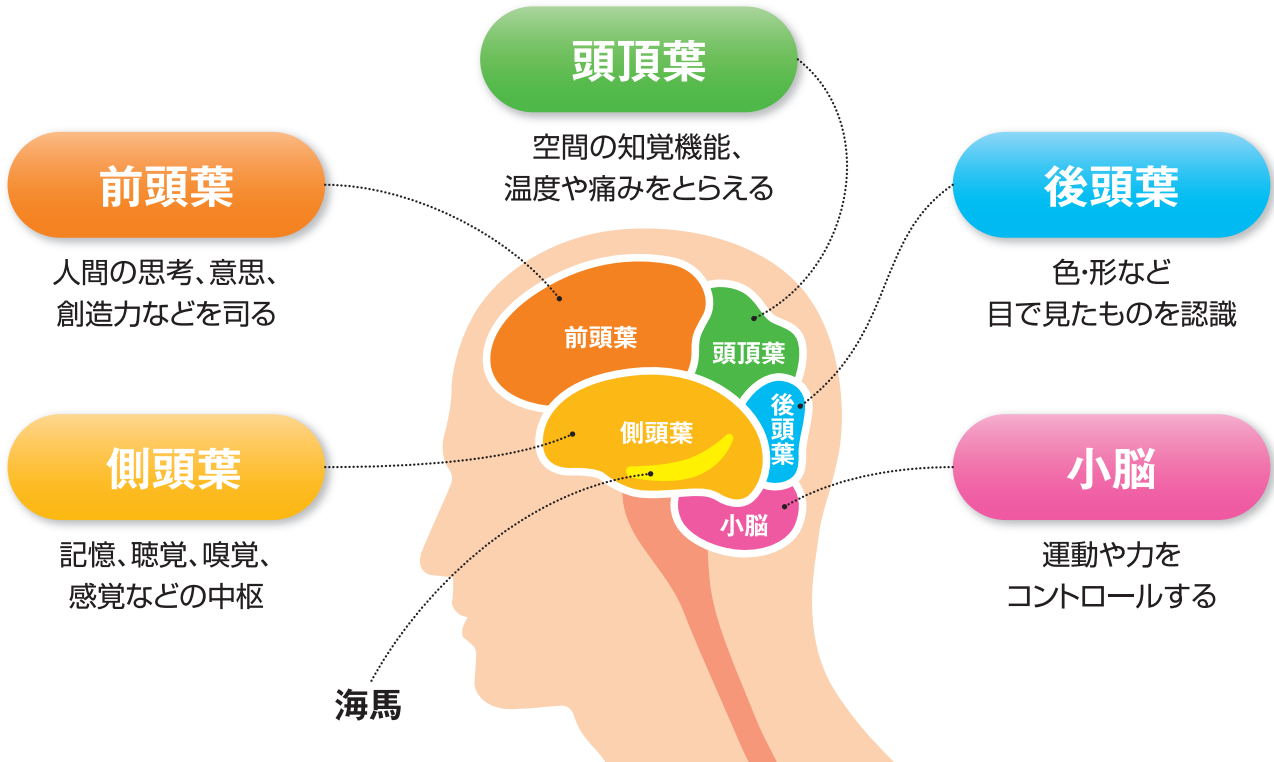 頭頂葉
空間の知覚機能、
温度や痛みをとらえる
前頭葉
人間の思考、意思、
創造力などを司る
後頭葉
色・形など
目で見たものを認識
側頭葉
記憶、聴覚、嗅覚、
感覚などの中枢
小脳
運動や力を
コントロールする
前頭葉
頭頂葉
後頭葉
側頭葉
小脳
海馬